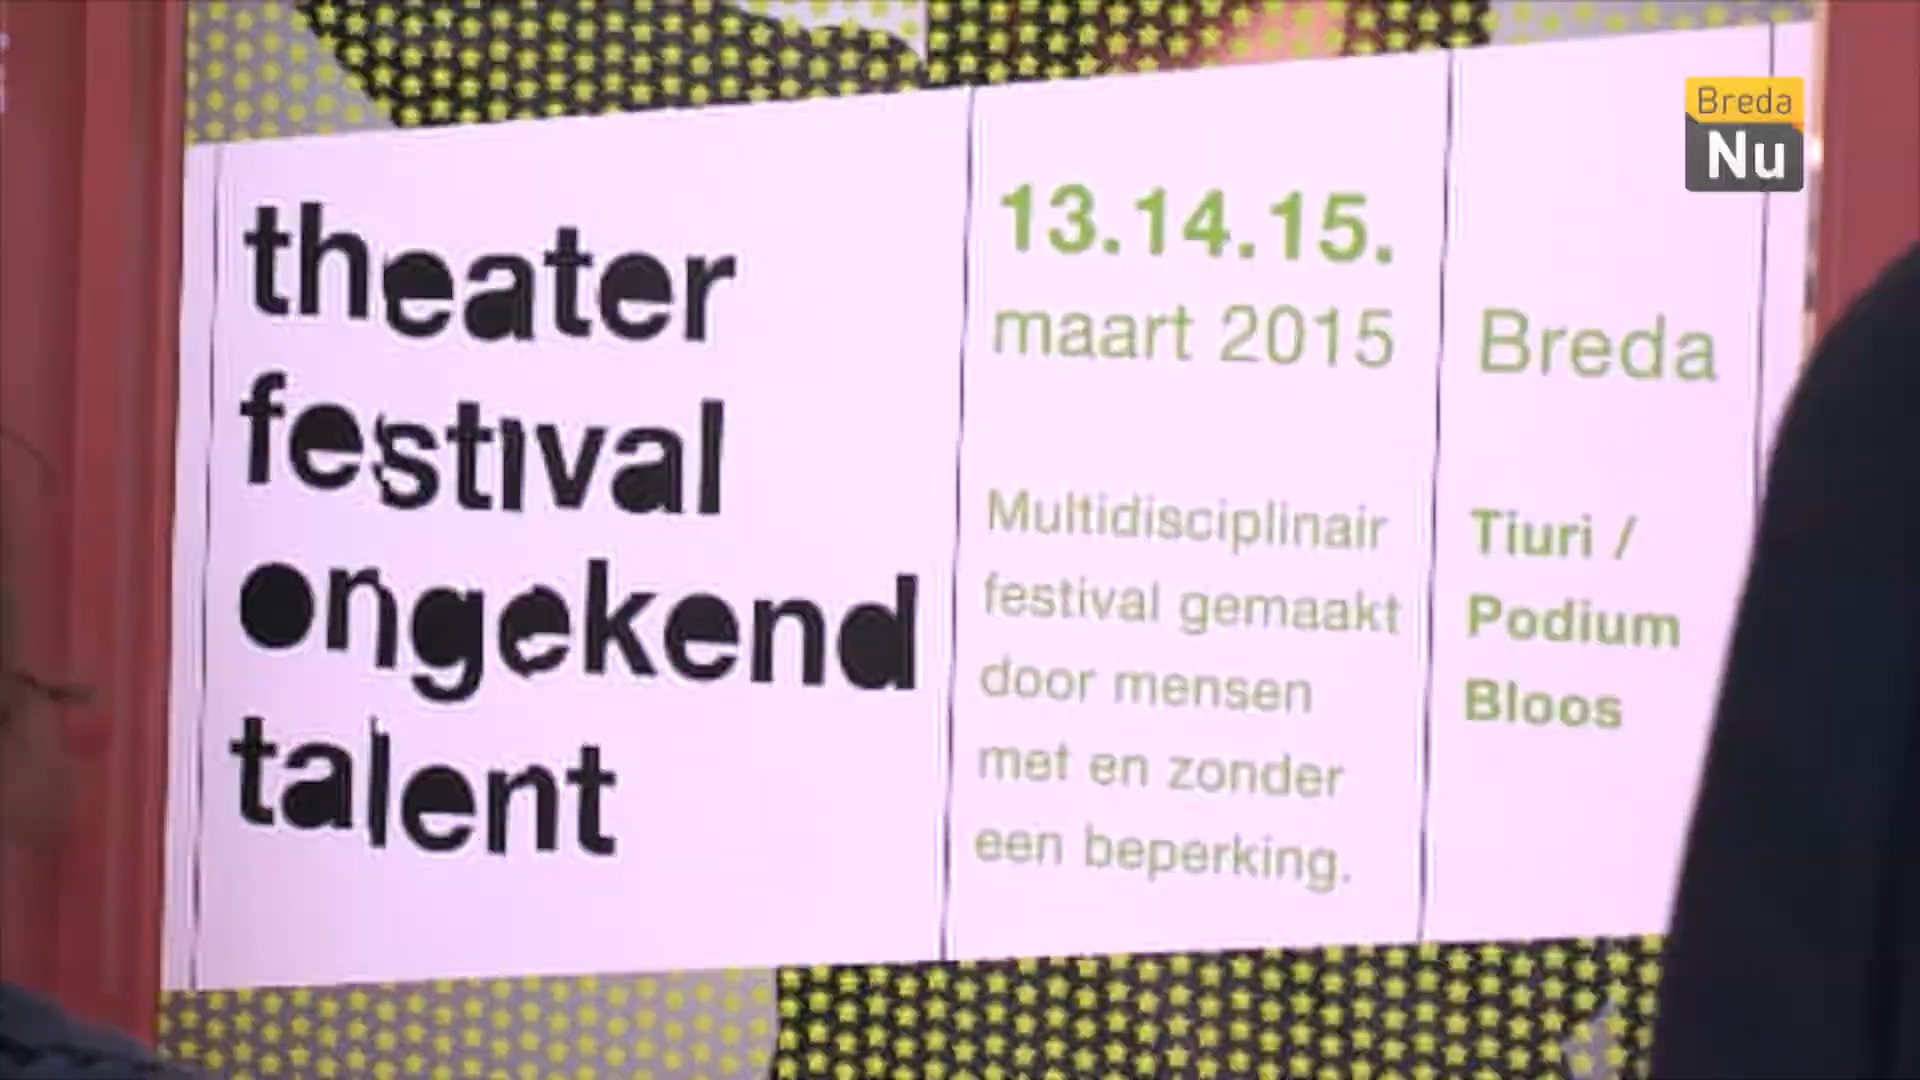 theater
festival
ongekend
talent
13.14.15.
maart 2015
Multidisciplinair
festival gemaakt
door mensen
met en zonder
een beperking.
Breda
Tiuri /
Podium
Bloos
Breda
Nu